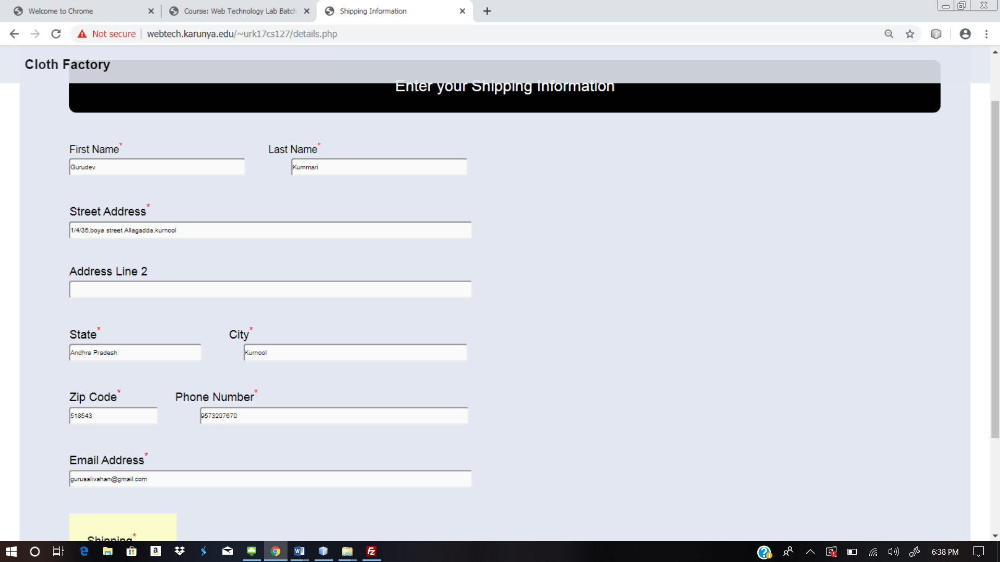 Welcome to Chrome
Course: Web Technology Lab Batch
Shipping Information
Not secure
webtech.karunya.edu/~urk17cs127/details.php
Cloth Factory
Enter your Shipping Information
First Name* Last Name*
Gurudev Kummari
Street Address*
1/4/35,boya street Allagadda,kurnool
Address Line 2
State* City*
Andhra Pradesh Kurnool
Zip Code* Phone Number*
518543 9573207670
Email Address*
gurusalivahan@gmail.com
Shipping*
6:38 PM